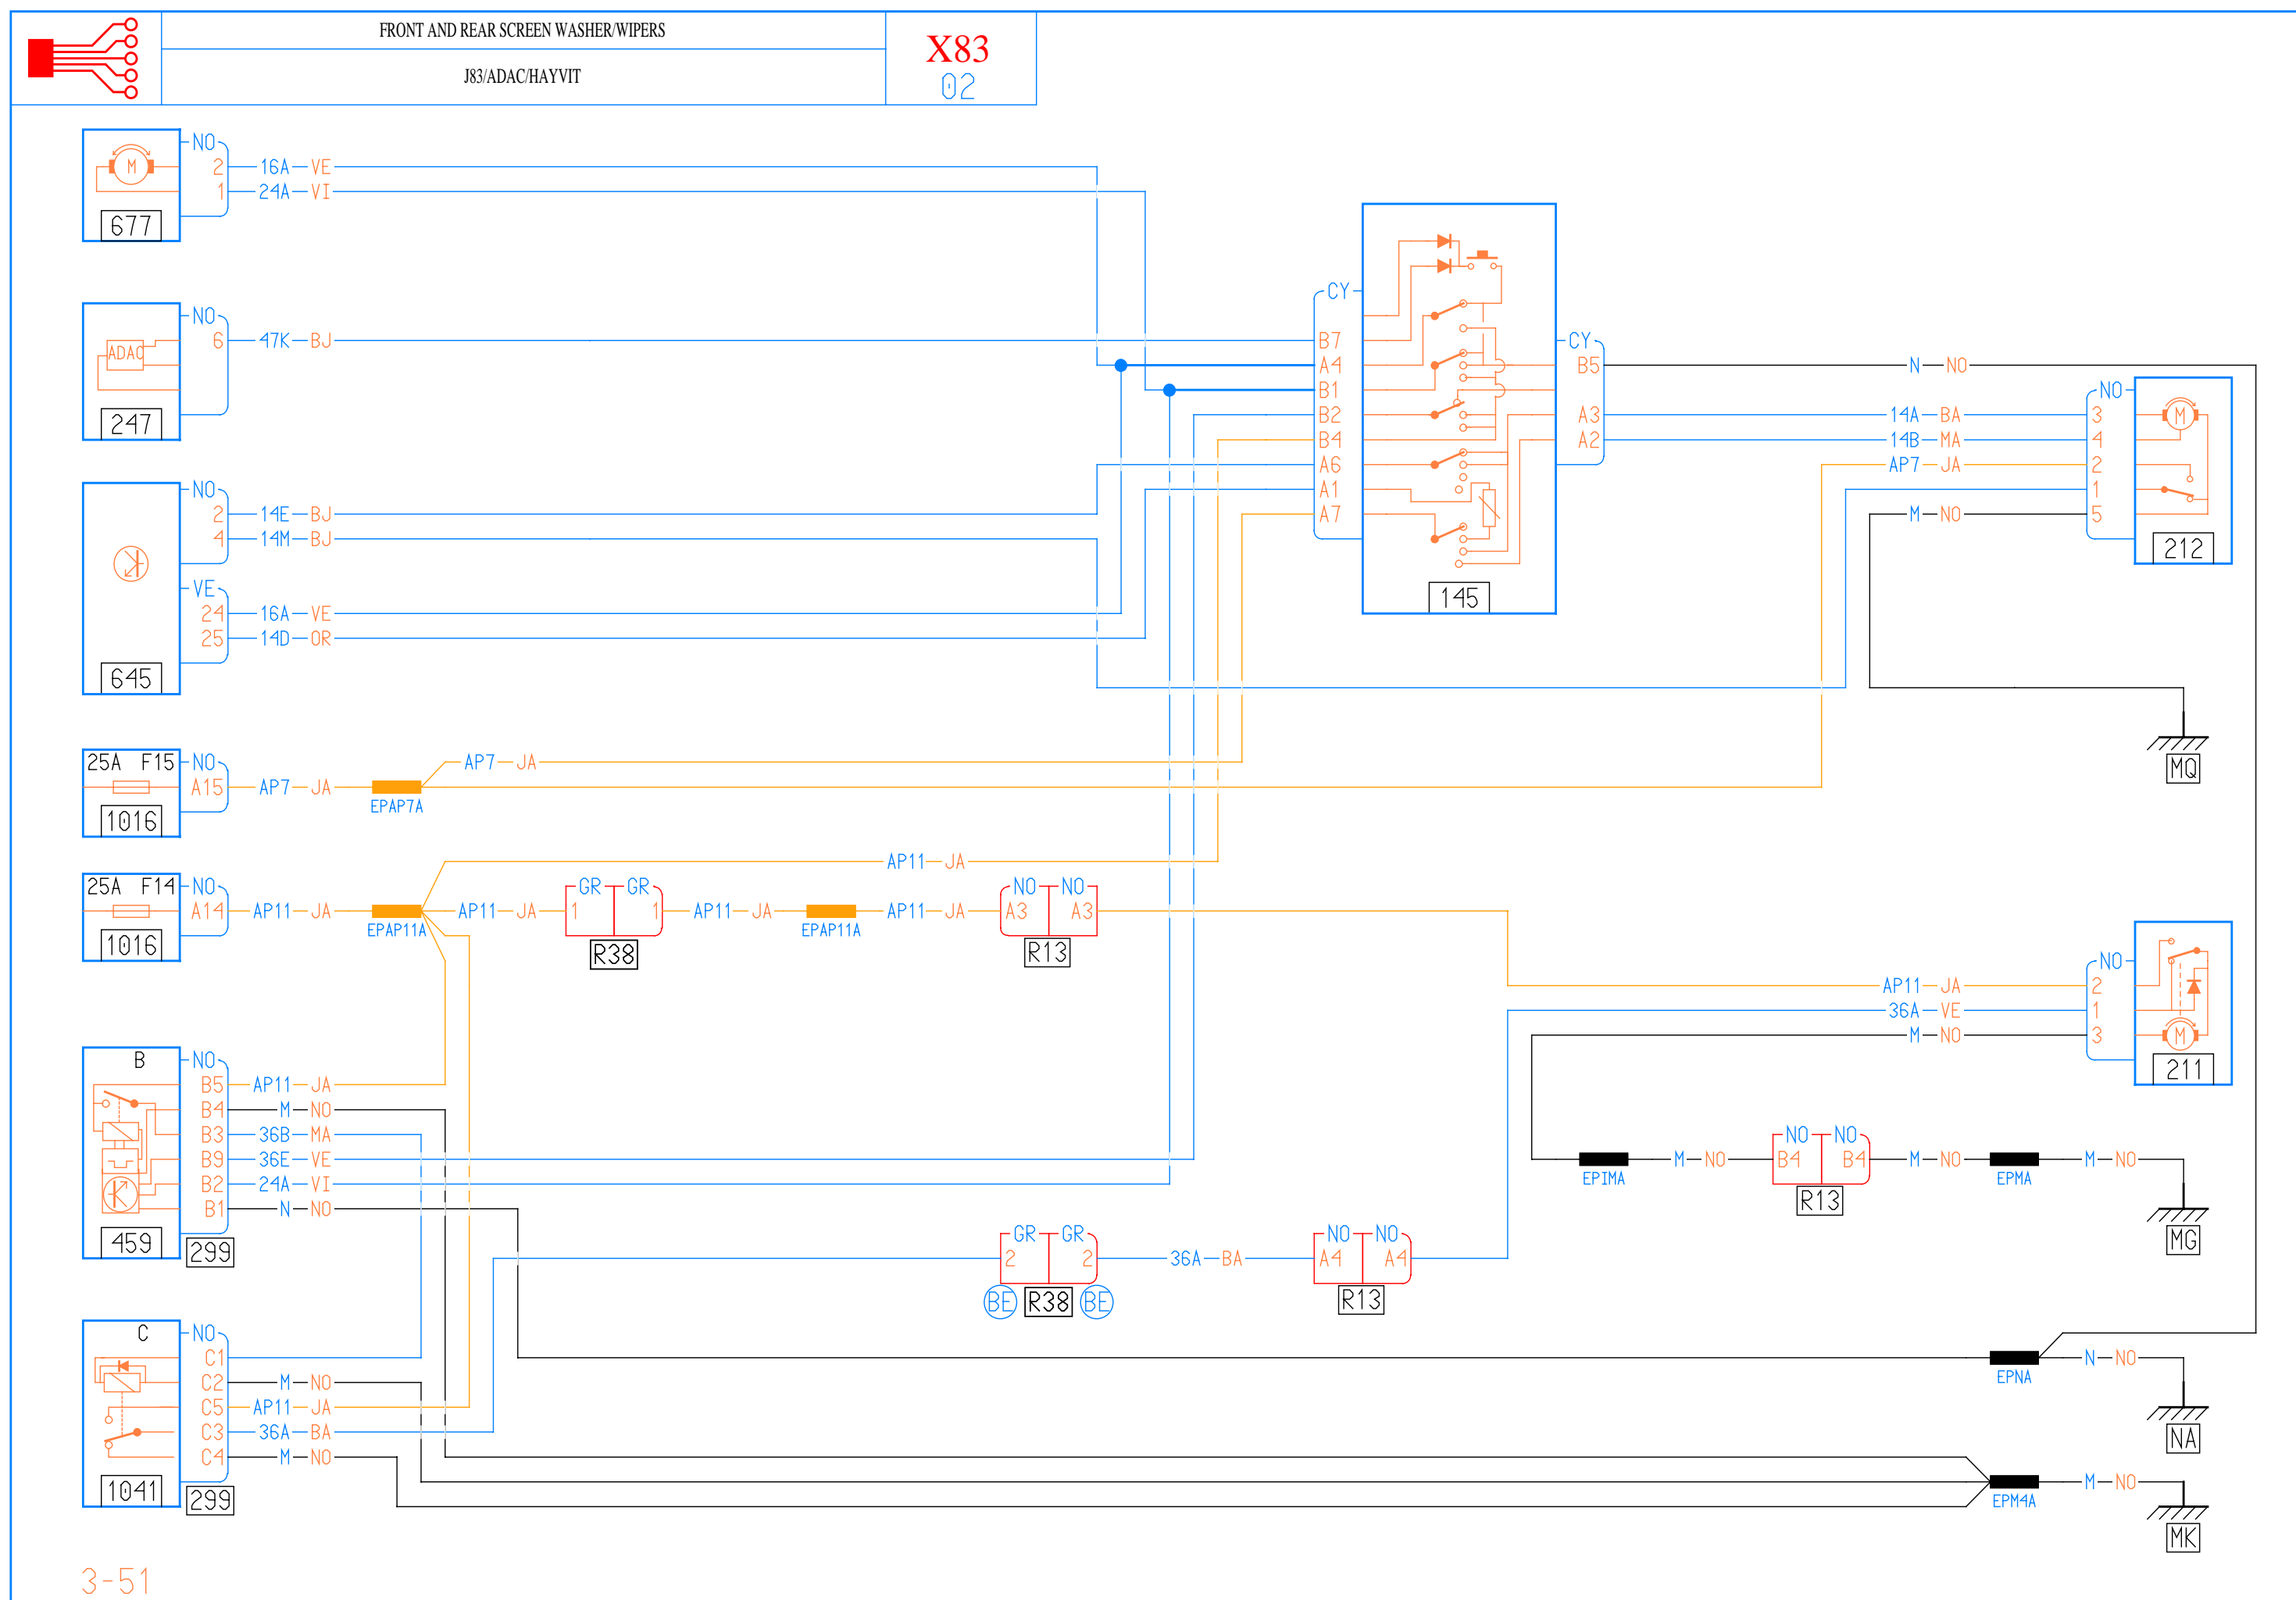 FRONT AND REAR SCREEN WASHER/WIPERS
J83/ADAC/HAYVIT
X83
02
NO
2 16A VE
1 24A VI
M
677
NO
6 47K BJ
ADAC
247
NO
2 14E BJ
4 14M BJ
VE
24 16A VE
25 14D OR
645
CY
B7
A4
B1
B2
B4
A6
A1
A7
CY
B5
A3
A2
145
N NO
14A BA
14B MA
AP7 JA
M NO
NO
3
4
2
1
5
M
212
MQ
25A F15
NO
A15 AP7 JA
EPAP7A
AP7 JA
1016
25A F14
NO
A14 AP11 JA
EPAP11A
1016
AP11 JA
AP11 JA
GR GR
1 1
R38
AP11 JA
EPAP11A
AP11 JA
NO NO
A3 A3
R13
AP11 JA
36A VE
M NO
NO
2
1
3
M
211
B
NO
B5 AP11 JA
B4 M NO
B3 36B MA
B9 36E VE
B2 24A VI
B1 N NO
459
299
EPIMA
M NO
NO NO
B4 B4
R13
M NO
EPMA
M NO
MG
GR GR
2 2
BE R38 BE
36A BA
NO NO
A4 A4
R13
C
NO
C1
C2 M NO
C5 AP11 JA
C3 36A BA
C4 M NO
1041
299
EPNA
N NO
NA
EPM4A
M NO
MK
3-51